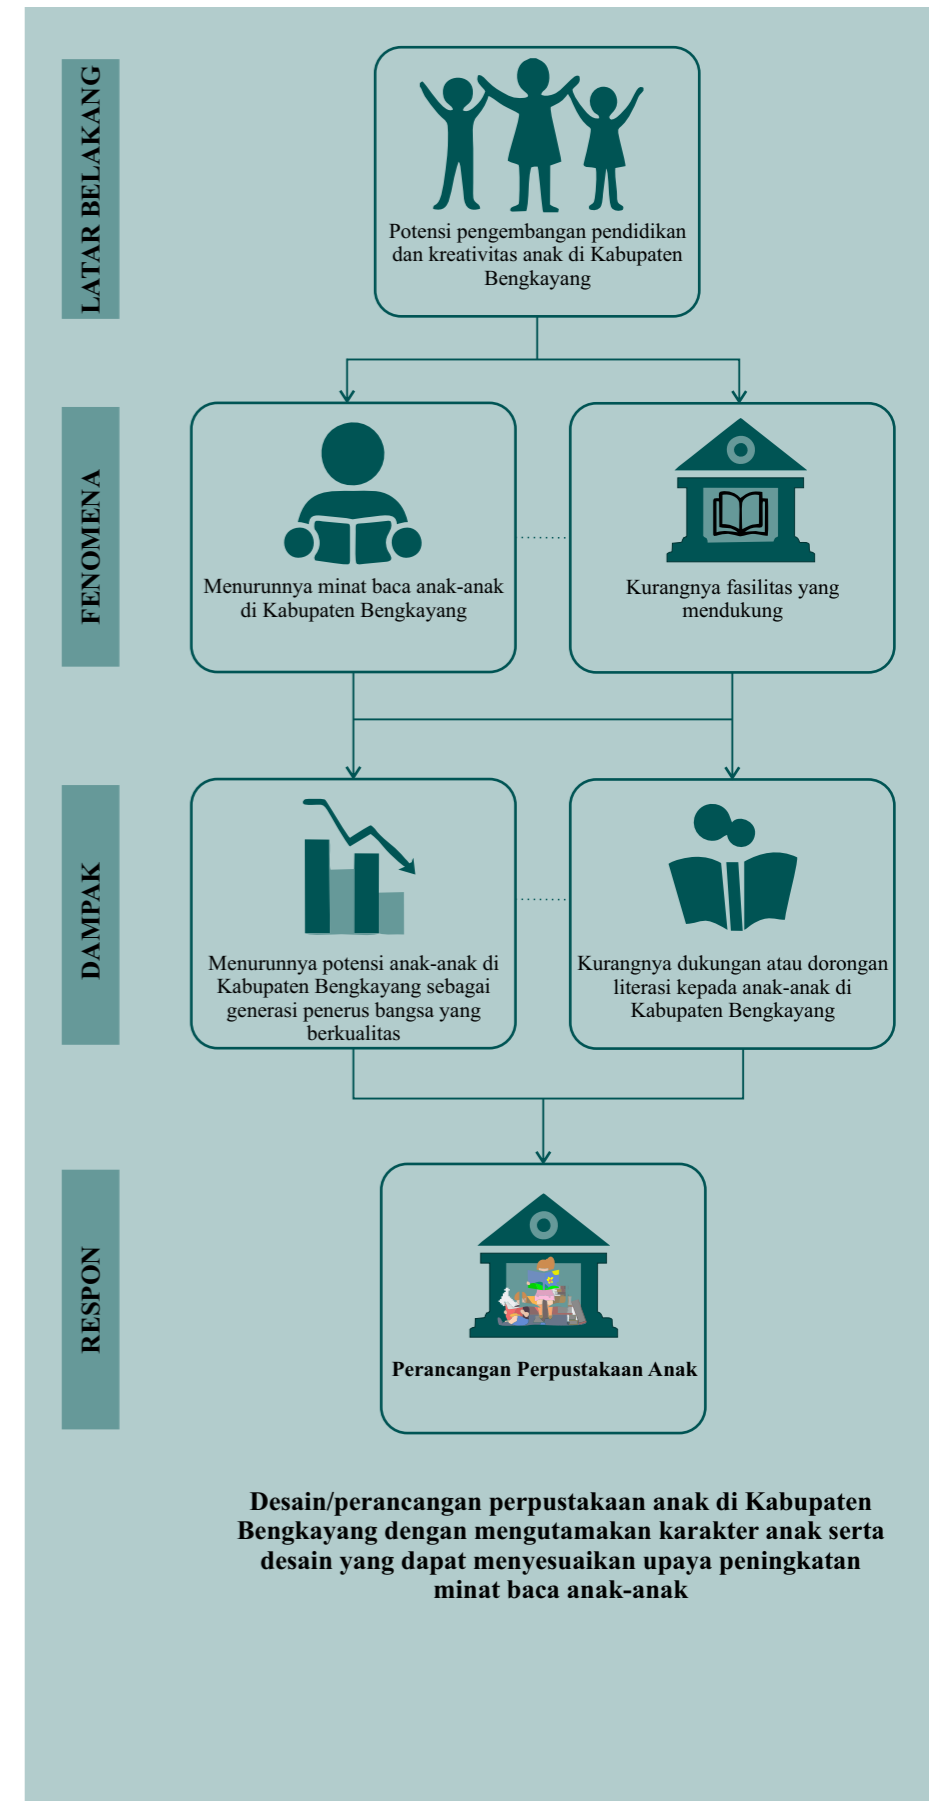 LATAR BELAKANG
Potensi pengembangan pendidikan
dan kreativitas anak di Kabupaten
Bengkayang
FENOMENA
Menurunnya minat baca anak-anak
di Kabupaten Bengkayang
Kurangnya fasilitas yang
mendukung
DAMPAK
Menurunnya potensi anak-anak di
Kabupaten Bengkayang sebagai
generasi penerus bangsa yang
berkualitas
Kurangnya dukungan atau dorongan
literasi kepada anak-anak di
Kabupaten Bengkayang
RESPON
Perancangan Perpustakaan Anak
Desain/perancangan perpustakaan anak di Kabupaten
Bengkayang dengan mengutamakan karakter anak serta
desain yang dapat menyesuaikan upaya peningkatan
minat baca anak-anak